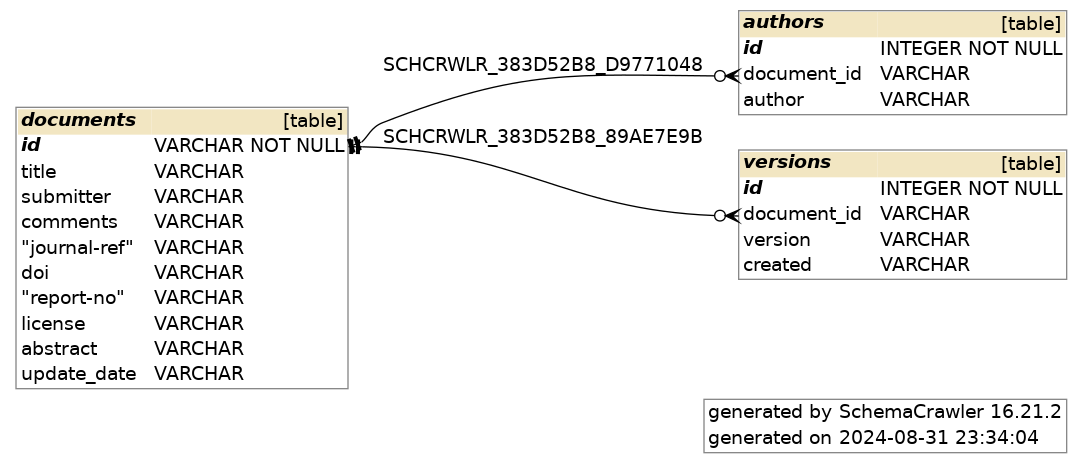 authors [table]
id INTEGER NOT NULL
document_id VARCHAR
author VARCHAR
SCHCRWLR_383D52B8_D9771048
documents [table]
id VARCHAR NOT NULL
title VARCHAR
submitter VARCHAR
comments VARCHAR
"journal-ref" VARCHAR
doi VARCHAR
"report-no" VARCHAR
license VARCHAR
abstract VARCHAR
update_date VARCHAR
SCHCRWLR_383D52B8_89AE7E9B
versions [table]
id INTEGER NOT NULL
document_id VARCHAR
version VARCHAR
created VARCHAR
generated by SchemaCrawler 16.21.2
generated on 2024-08-31 23:34:04